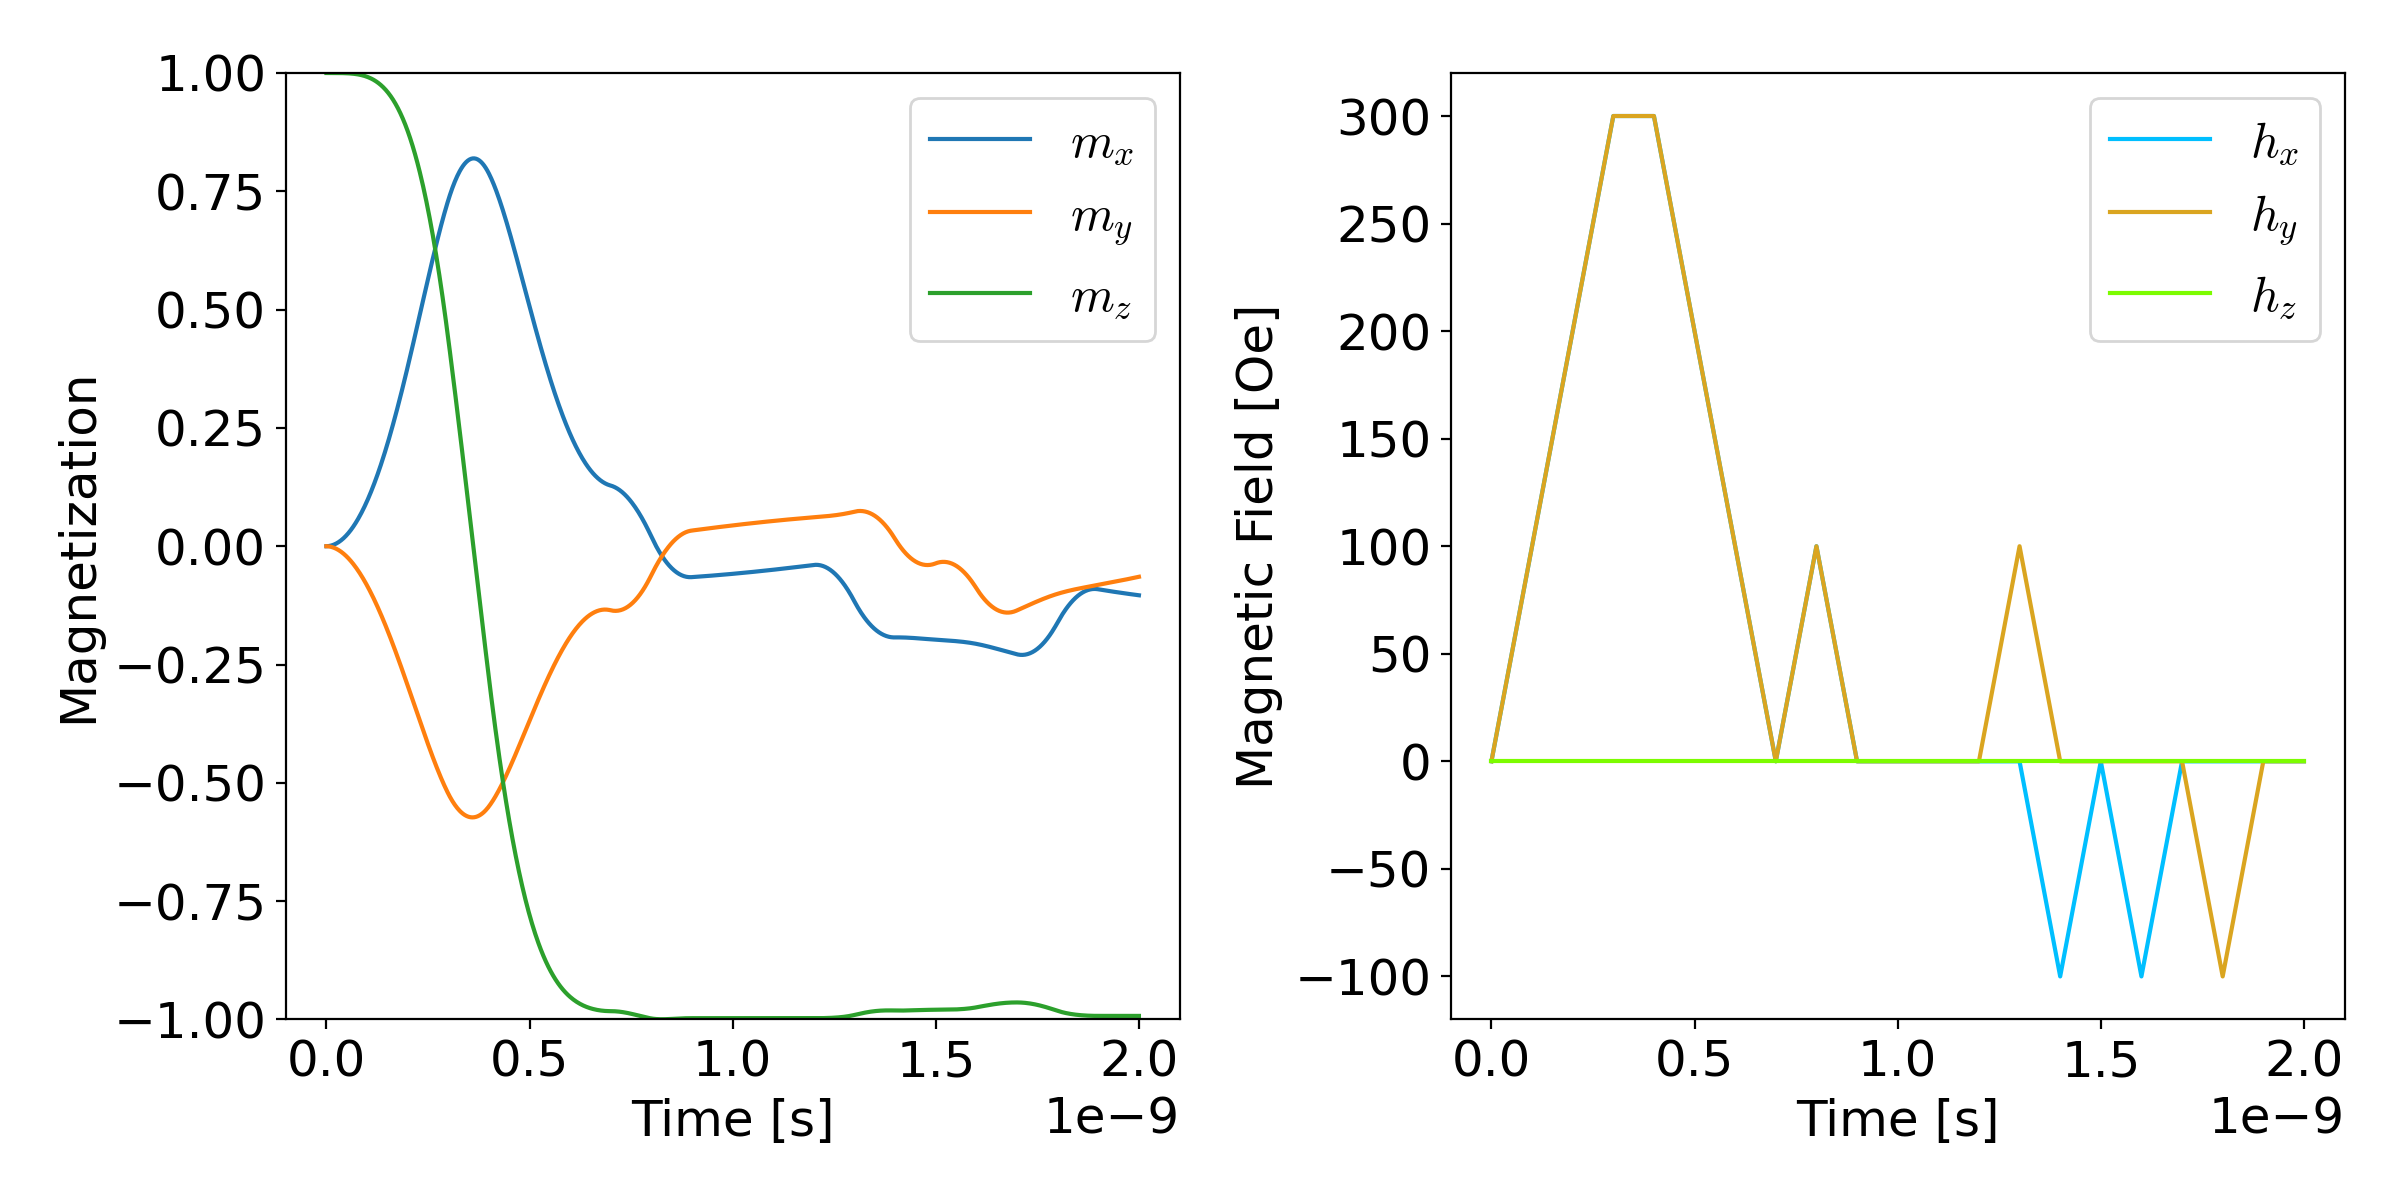 1.00
0.75
0.50
0.25
0.00
−0.25
−0.50
−0.75
−1.00
Magnetization
0.0 0.5 1.0 1.5 2.0
Time [s]
1e−9
m_x
m_y
m_z
300
250
200
150
100
50
0
−50
−100
Magnetic Field [Oe]
0.0 0.5 1.0 1.5 2.0
Time [s]
1e−9
h_x
h_y
h_z